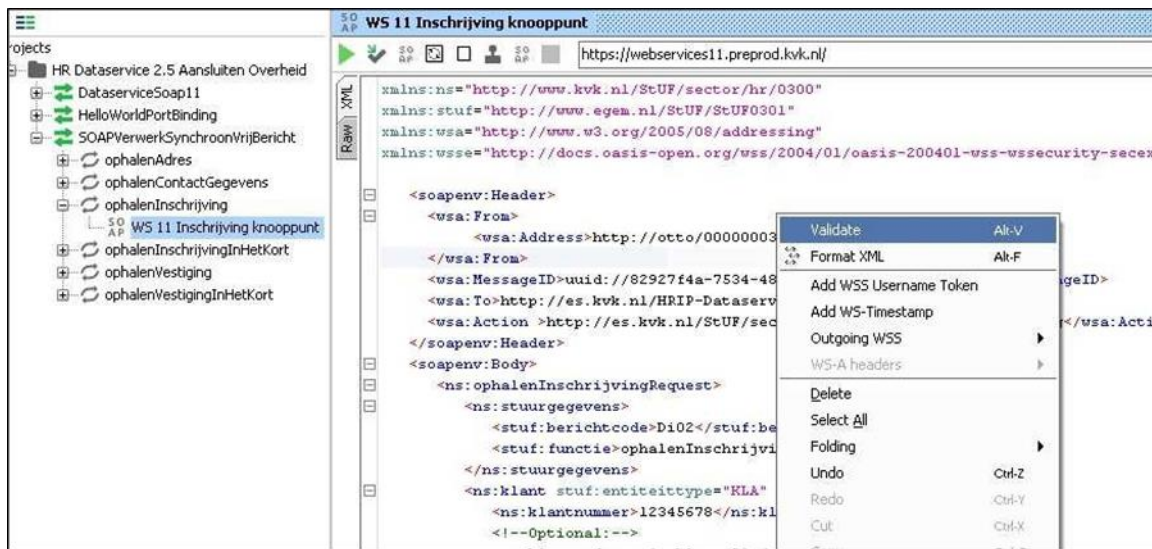 rojects
HR Dataservice 2.5 Aansluiten Overheid
DataserviceSoap11
HelloWorldPortBinding
SOAPVerwerkSynchroonVrijBericht
ophalenAdres
ophalenContactGegevens
ophalenInschrijving
SOAP WS 11 Inschrijving knooppunt
ophalenInschrijvingInHetKort
ophalenVestiging
ophalenVestigingInHetKort
SOAP WS 11 Inschrijving knooppunt
https://webservices11.preprod.kvk.nl/
XML
Raw
xmlns:ns="http://www.kvk.nl/StUF/sector/hr/0300"
xmlns:stuf="http://www.egem.nl/StUF/StUF0301"
xmlns:wsa="http://www.w3.org/2005/08/addressing"
xmlns:wsse="http://docs.oasis-open.org/wss/2004/01/oasis-200401-wss-wssecurity-secex
<soapenv:Header>
<wsa:From>
<wsa:Address>http://otto/00000003
</wsa:From>
<wsa:MessageID>uuid://82927f4a-7534-48 geID>
<wsa:To>http://es.kvk.nl/HRIP-Dataserv
<wsa:Action >http://es.kvk.nl/StUF/sec </wsa:Acti
</soapenv:Header>
<soapenv:Body>
<ns:ophalenInschrijvingRequest>
<ns:stuurgegevens>
<stuf:berichtcode>Di02</stuf:be
<stuf:functie>ophalenInschrijvi
</ns:stuurgegevens>
<ns:klant stuf:entiteittype="KLA"
<ns:klantnummer>12345678</ns:kl
<!--Optional:-->
Validate Alt-V
Format XML Alt-F
Add WSS Username Token
Add WS-Timestamp
Outgoing WSS
WS-A headers
Delete
Select All
Folding
Undo Ctrl-Z
Redo Ctrl-Y
Cut Ctrl-X